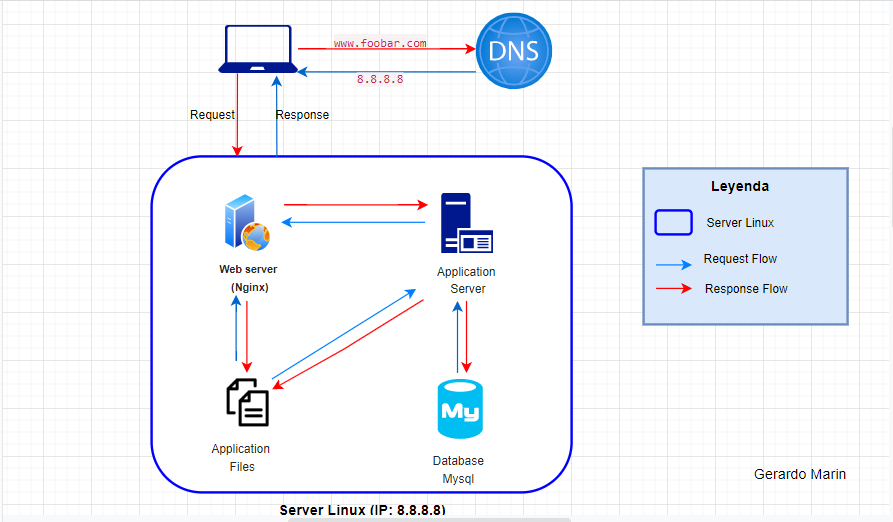 www.foobar.com
DNS
8.8.8.8
Request
Response
Leyenda
Server Linux
Request Flow
Response Flow
Web server
(Nginx)
Application
Server
My
Application
Files
Database
Mysql
Gerardo Marin
Server Linux (IP: 8.8.8.8)